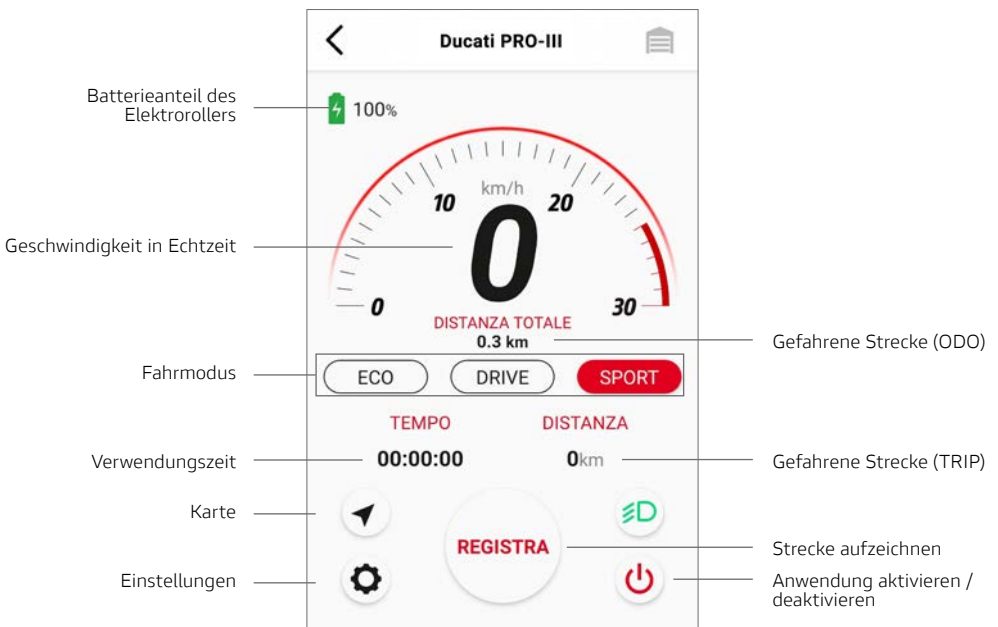 Ducati PRO-III
Batterieanteil des
Elektrorollers
100%
km/h
10
20
Geschwindigkeit in Echtzeit
0
0
30
DISTANZA TOTALE
0.3 km
Gefahrene Strecke (ODO)
Fahrmodus
ECO
DRIVE
SPORT
TEMPO
DISTANZA
Verwendungszeit
00:00:00
0km
Gefahrene Strecke (TRIP)
Karte
REGISTRA
Strecke aufzeichnen
Einstellungen
Anwendung aktivieren /
deaktivieren